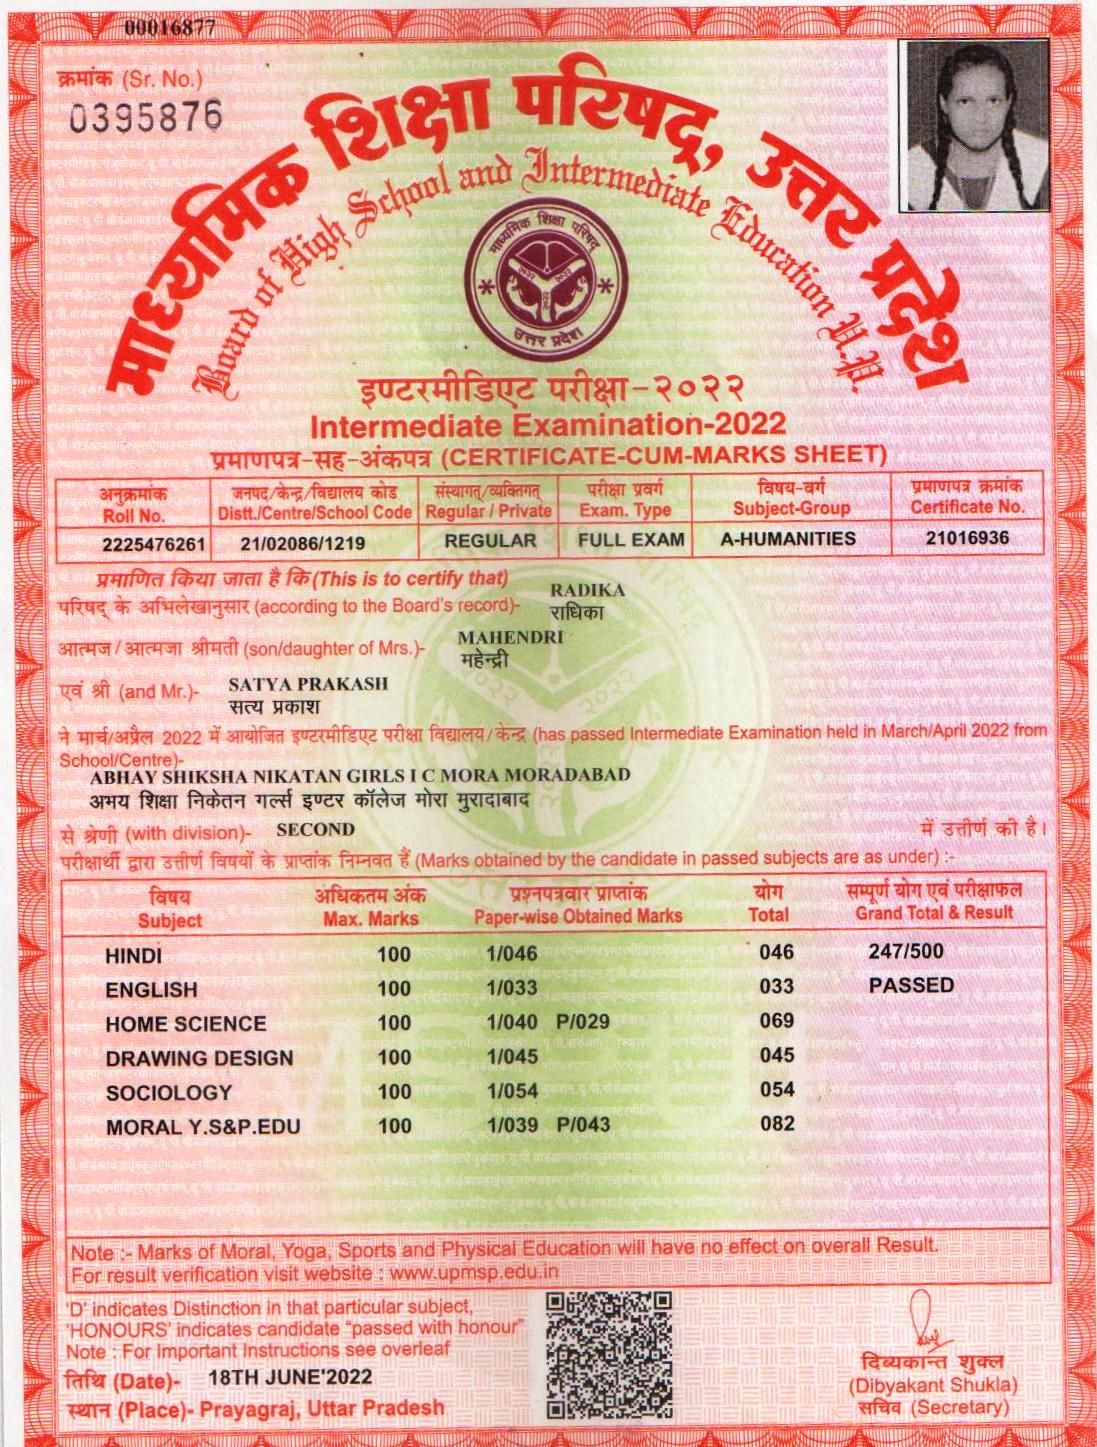 00016877
क्रमांक (Sr. No.)
0395876
माध्यमिक शिक्षा परिषद्, उत्तर प्रदेश
Board of High School and Intermediate Education U.P.
माध्यमिक शिक्षा परिषद्
उत्तर प्रदेश
इण्टरमीडिएट परीक्षा-२०२२
Intermediate Examination-2022
प्रमाणपत्र-सह-अंकपत्र (CERTIFICATE-CUM-MARKS SHEET)
अनुक्रमांक जनपद/केन्द्र/विद्यालय कोड संस्थागत्/व्यक्तिगत् परीक्षा प्रवर्ग विषय-वर्ग प्रमाणपत्र क्रमांक
Roll No. Distt./Centre/School Code Regular / Private Exam. Type Subject-Group Certificate No.
2225476261 21/02086/1219 REGULAR FULL EXAM A-HUMANITIES 21016936
प्रमाणित किया जाता है कि (This is to certify that)
RADIKA
परिषद् के अभिलेखानुसार (according to the Board's record)- राधिका
MAHENDRI
आत्मज/आत्मजा श्रीमती (son/daughter of Mrs.)- महेन्द्री
SATYA PRAKASH
एवं श्री (and Mr.)- सत्य प्रकाश
ने मार्च/अप्रैल 2022 में आयोजित इण्टरमीडिएट परीक्षा विद्यालय/केन्द्र (has passed Intermediate Examination held in March/April 2022 from
School/Centre)-
ABHAY SHIKSHA NIKATAN GIRLS I C MORA MORADABAD
अभय शिक्षा निकेतन गर्ल्स इण्टर कॉलेज मोरा मुरादाबाद
से श्रेणी (with division)- SECOND में उत्तीर्ण की है।
परीक्षार्थी द्वारा उत्तीर्ण विषयों के प्राप्तांक निम्नवत हैं (Marks obtained by the candidate in passed subjects are as under) :-
विषय अधिकतम अंक प्रश्नपत्रवार प्राप्तांक योग सम्पूर्ण योग एवं परीक्षाफल
Subject Max. Marks Paper-wise Obtained Marks Total Grand Total & Result
HINDI 100 1/046 046 247/500
ENGLISH 100 1/033 033 PASSED
HOME SCIENCE 100 1/040 P/029 069
DRAWING DESIGN 100 1/045 045
SOCIOLOGY 100 1/054 054
MORAL Y.S&P.EDU 100 1/039 P/043 082
Note :- Marks of Moral, Yoga, Sports and Physical Education will have no effect on overall Result.
For result verification visit website : www.upmsp.edu.in
'D' indicates Distinction in that particular subject,
'HONOURS' indicates candidate "passed with honour"
Note : For Important Instructions see overleaf
तिथि (Date)- 18TH JUNE'2022
स्थान (Place)- Prayagraj, Uttar Pradesh
दिव्यकान्त शुक्ल
(Dibyakant Shukla)
सचिव (Secretary)